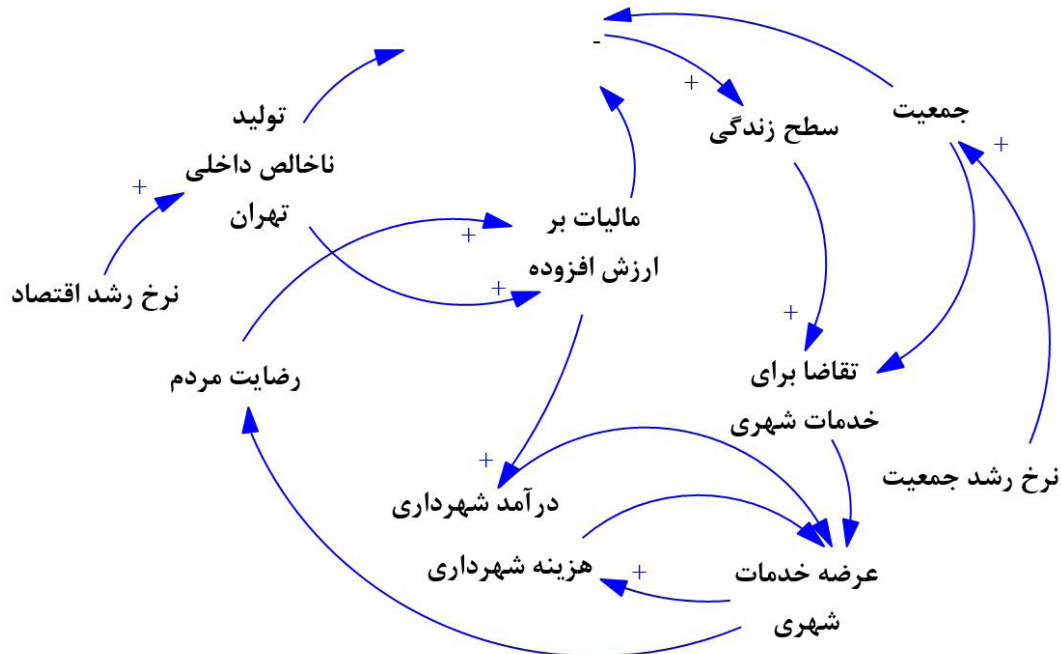 -
+
جمعیت
+
سطح زندگی
تولید
ناخالص داخلی
تهران
+
مالیات بر
ارزش افزوده
+
+
نرخ رشد اقتصاد
+
تقاضا برای
خدمات شهری
رضایت مردم
نرخ رشد جمعیت
+
درآمد شهرداری
هزینه شهرداری
+
عرضه خدمات
شهری